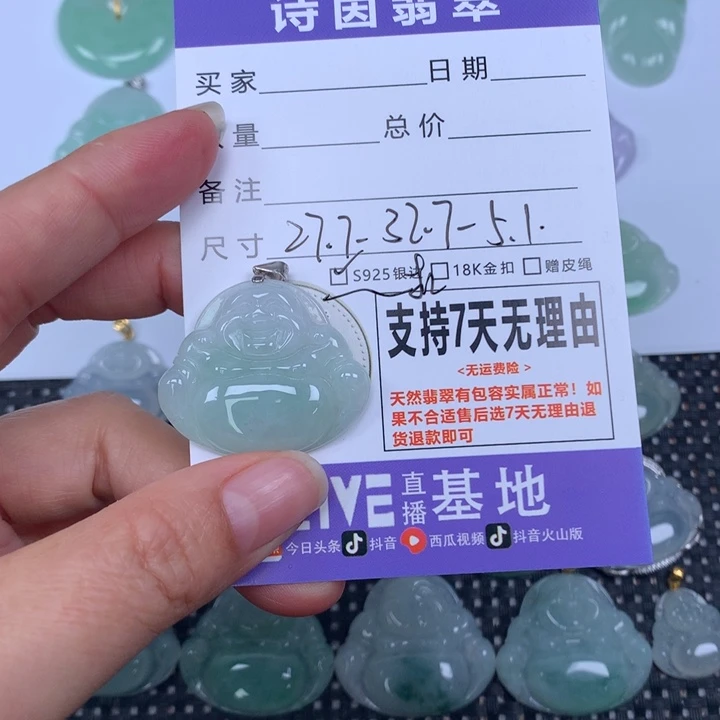 诗茵翡翠
买家 日期
量 总价
备注
尺寸 27.7-32.7-5.1.
S925银 18K金扣 赠皮绳
支持7天无理由
<无运费险>
天然翡翠有包容实属正常！如
果不合适售后选7天无理由退
货退款即可
直播基地
今日头条 抖音 西瓜视频 抖音火山版